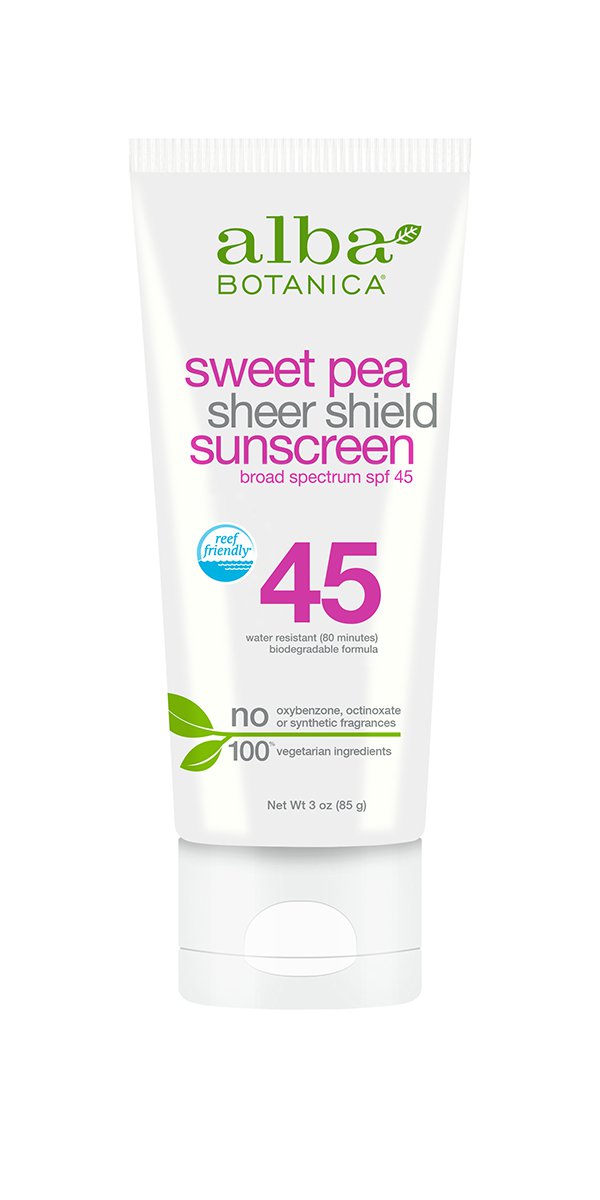 alba
BOTANICA®
sweet pea
sheer shield
sunscreen
broad spectrum spf 45
reef
friendly*
45
water resistant (80 minutes)
biodegradable formula
no oxybenzone, octinoxate
or synthetic fragrances
100% vegetarian ingredients
Net Wt 3 oz (85 g)